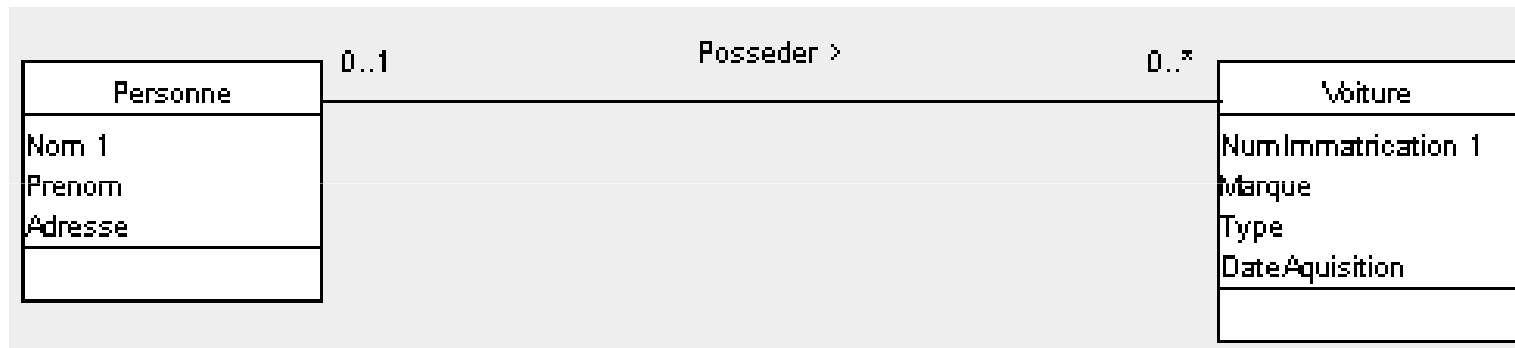 0..1
Posseder >
0..*
Personne
Nom 1
Prenom
Adresse
Voiture
NumImmatrication 1
Marque
Type
DateAquisition